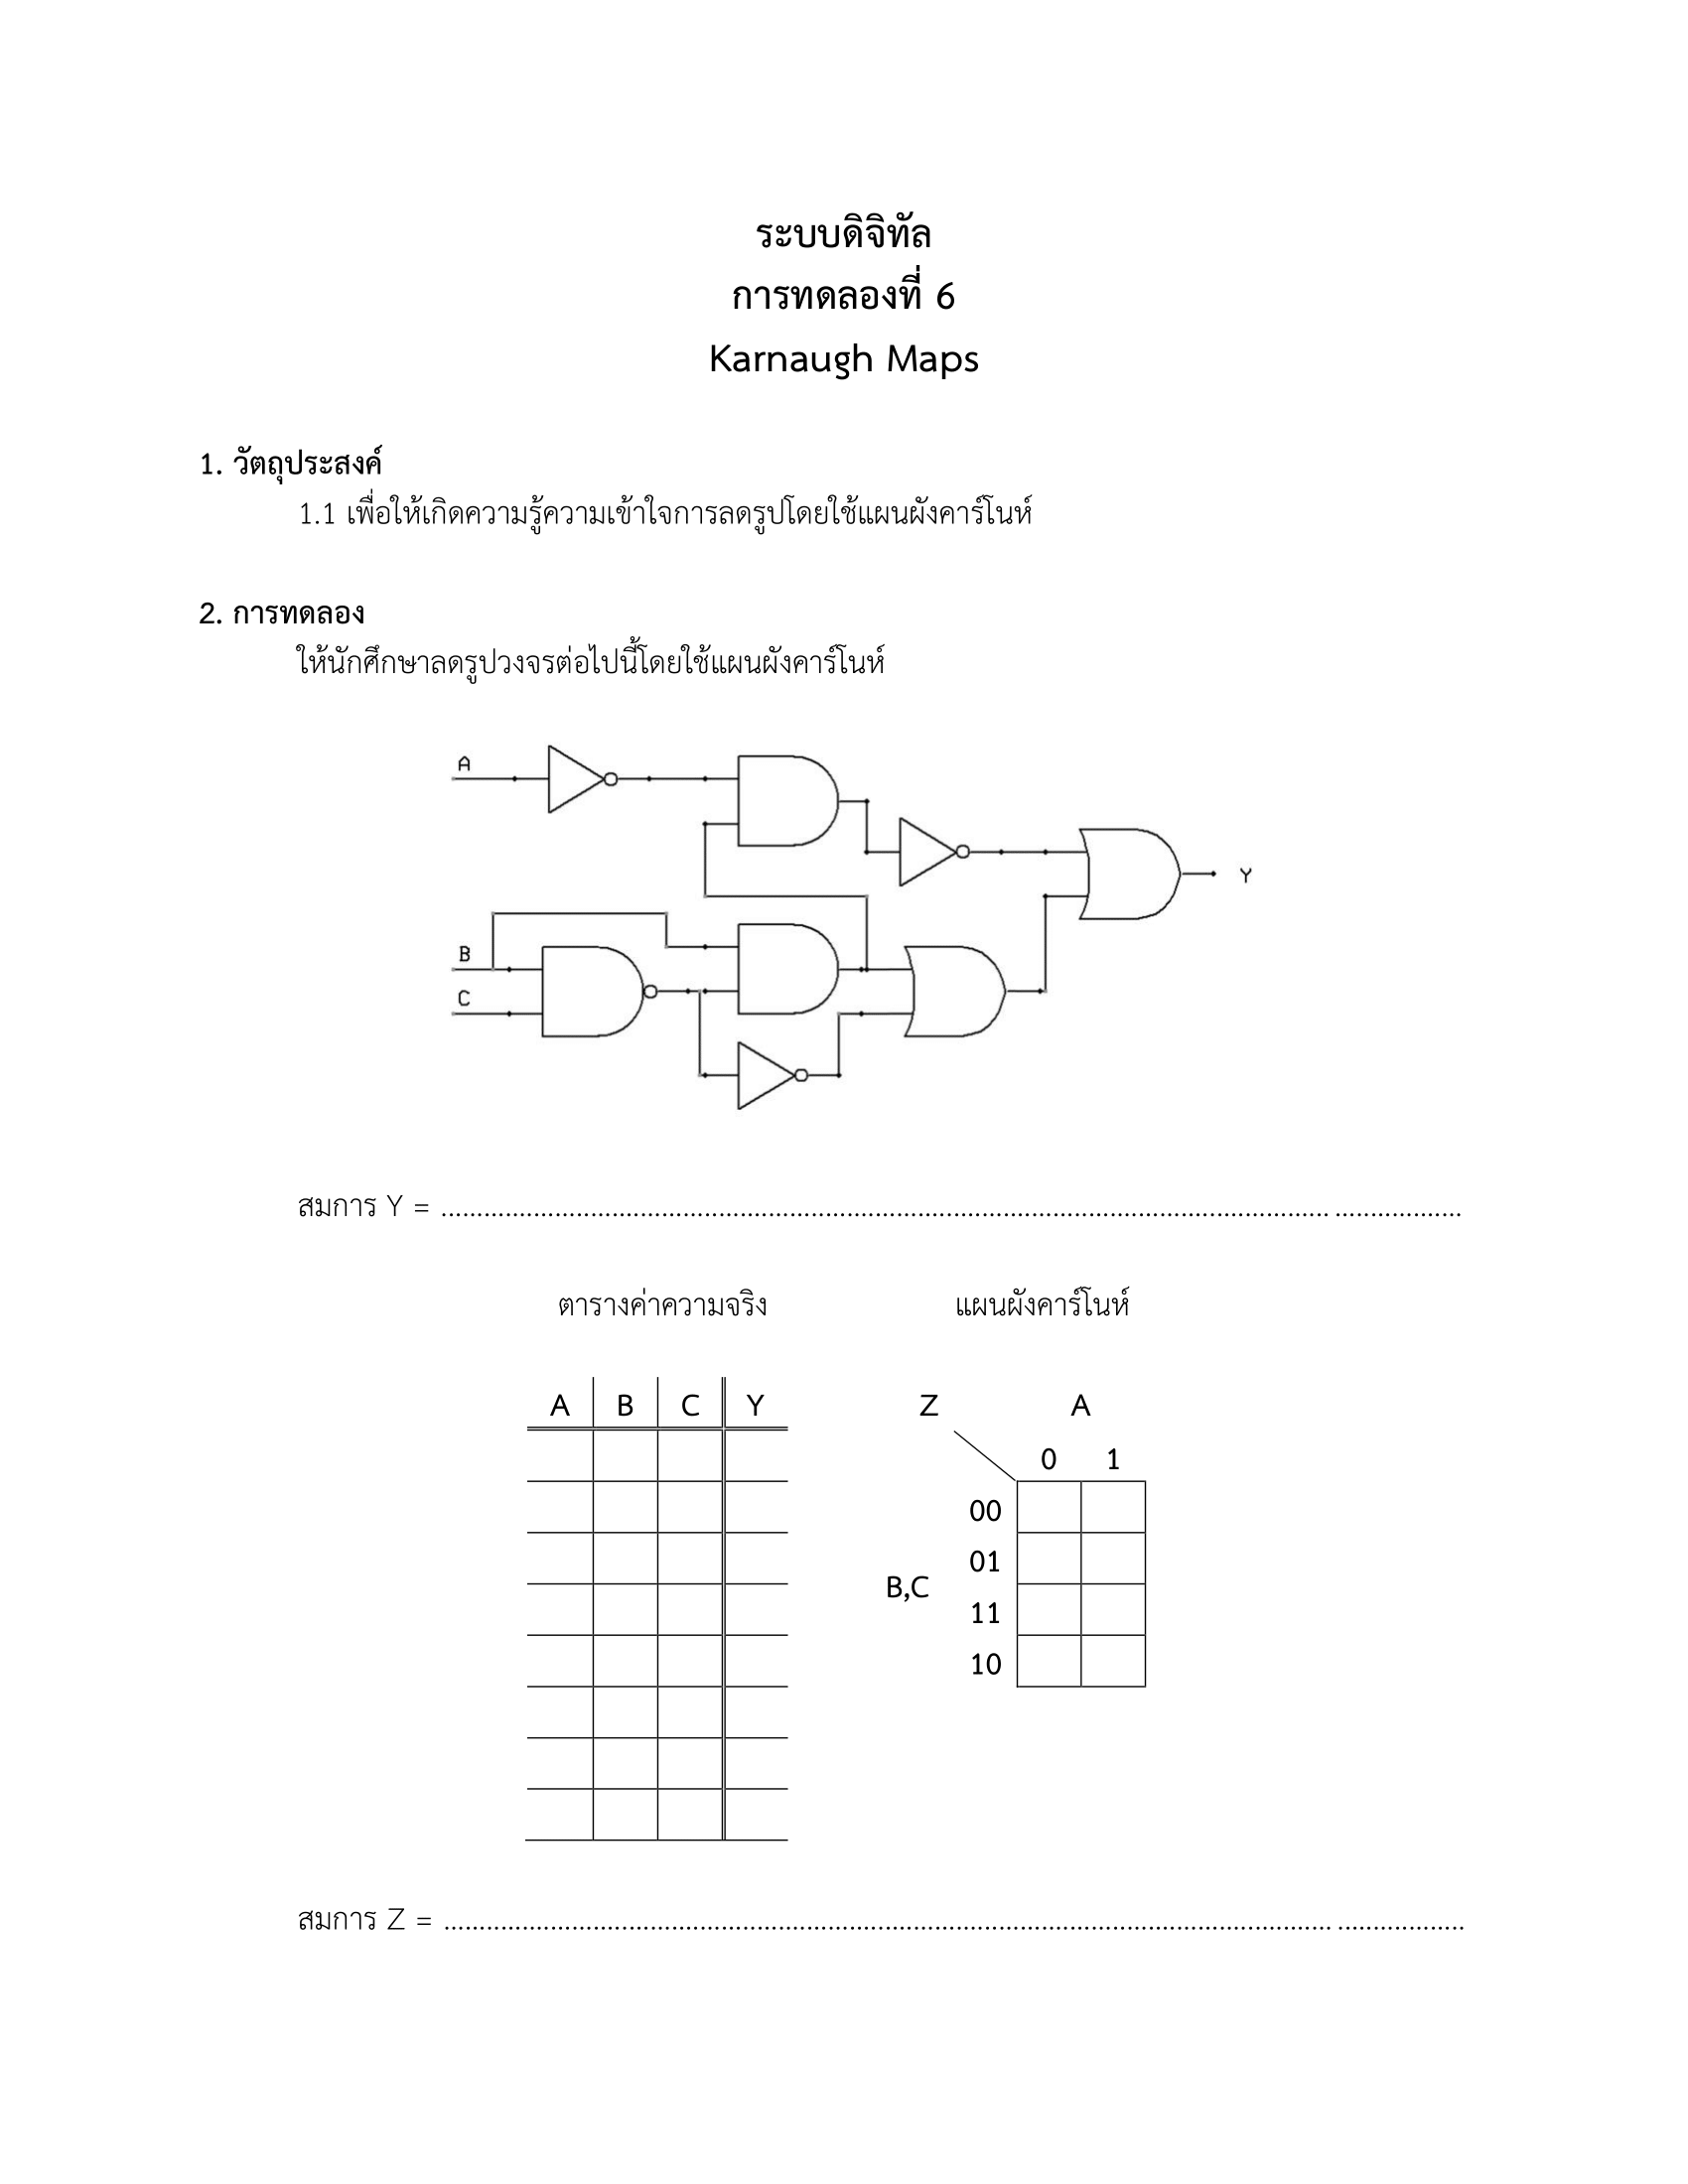 ระบบดิจิทัล
การทดลองที่ 6
Karnaugh Maps
1. วัตถุประสงค์
1.1 เพื่อให้เกิดความรู้ความเข้าใจการลดรูปโดยใช้แผนผังคาร์โนห์
2. การทดลอง
ให้นักศึกษาลดรูปวงจรต่อไปนี้โดยใช้แผนผังคาร์โนห์
A
Y
B
C
สมการ Y = ................................................................................................................................ ..................
ตารางค่าความจริง แผนผังคาร์โนห์
A B C Y
Z A
0 1
00
01
B,C
11
10
สมการ Z = ................................................................................................................................ ..................